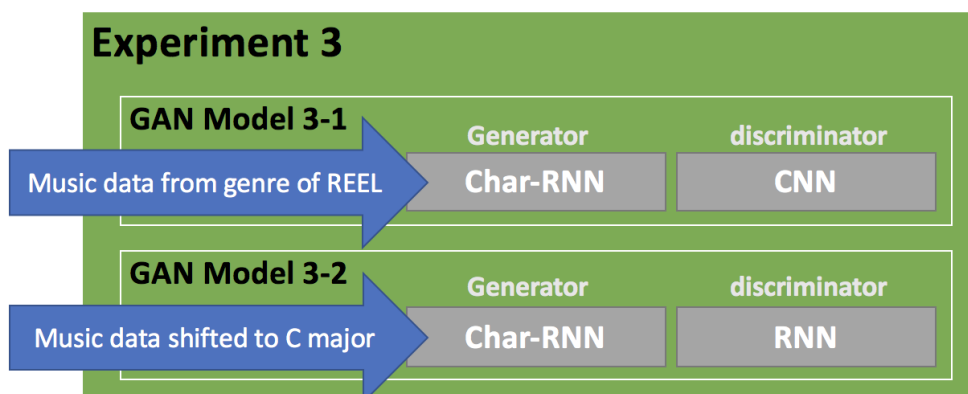 Experiment 3
GAN Model 3-1
Generator discriminator
Music data from genre of REEL Char-RNN CNN
GAN Model 3-2
Generator discriminator
Music data shifted to C major Char-RNN RNN